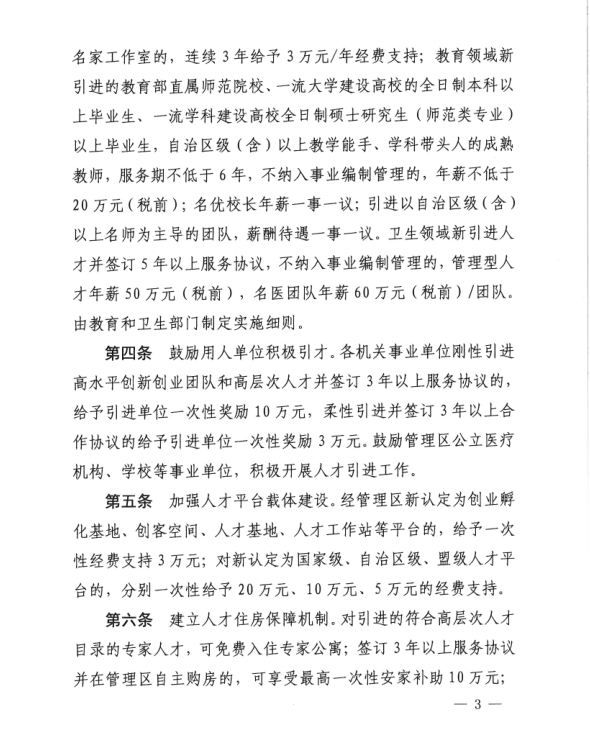 名家工作室的，连续 3 年给予 3 万元/年经费支持；教育领域新
引进的教育部直属师范院校、一流大学建设高校的全日制本科以
上毕业生、一流学科建设高校全日制硕士研究生（师范类专业）
以上毕业生，自治区级（含）以上教学能手、学科带头人的成熟
教师，服务期不低于 6 年，不纳入事业编制管理的，年薪不低于
20 万元（税前）；名优校长年薪一事一议；引进以自治区级（含）
以上名师为主导的团队，薪酬待遇一事一议。卫生领域新引进人
才并签订 5 年以上服务协议，不纳入事业编制管理的，管理型人
才年薪 50 万元（税前），名医团队年薪 60 万元（税前）/团队。
由教育和卫生部门制定实施细则。
第四条 鼓励用人单位积极引才。各机关事业单位刚性引进
高水平创新创业团队和高层次人才并签订 3 年以上服务协议的，
给予引进单位一次性奖励 10 万元，柔性引进并签订 3 年以上合
作协议的给予引进单位一次性奖励 3 万元。鼓励管理区公立医疗
机构、学校等事业单位，积极开展人才引进工作。
第五条 加强人才平台载体建设。经管理区新认定为创业孵
化基地、创客空间、人才基地、人才工作站等平台的，给予一次
性经费支持 3 万元；对新认定为国家级、自治区级、盟级人才平
台的，分别一次性给予 20 万元、10 万元、5 万元的经费支持。
第六条 建立人才住房保障机制。对引进的符合高层次人才
目录的专家人才，可免费入住专家公寓；签订 3 年以上服务协议
并在管理区自主购房的，可享受最高一次性安家补助 10 万元；
— 3 —